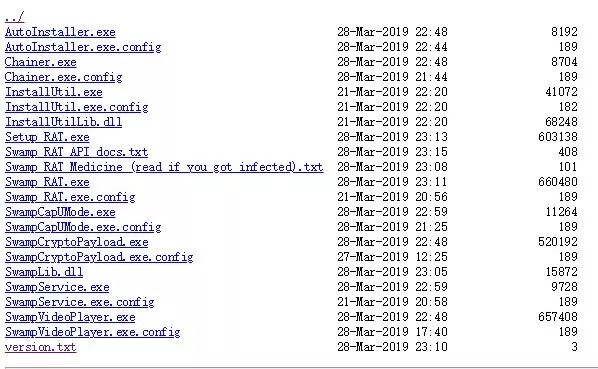 ../
AutoInstaller.exe 28-Mar-2019 22:48 8192
AutoInstaller.exe.config 28-Mar-2019 22:44 189
Chainer.exe 28-Mar-2019 22:48 8704
Chainer.exe.config 28-Mar-2019 21:44 189
InstallUtil.exe 21-Mar-2019 22:20 41072
InstallUtil.exe.config 21-Mar-2019 22:20 182
InstallUtilLib.dll 21-Mar-2019 22:20 68248
Setup RAT.exe 28-Mar-2019 23:13 603138
Swamp RAT API docs.txt 28-Mar-2019 23:15 408
Swamp RAT Medicine (read if you got infected).txt 28-Mar-2019 23:08 101
Swamp RAT.exe 28-Mar-2019 23:11 660480
Swamp RAT.exe.config 21-Mar-2019 20:56 189
SwampCapUMode.exe 28-Mar-2019 22:59 11264
SwampCapUMode.exe.config 28-Mar-2019 21:25 189
SwampCryptoPayload.exe 28-Mar-2019 22:48 520192
SwampCryptoPayload.exe.config 27-Mar-2019 12:25 189
SwampLib.dll 28-Mar-2019 23:05 15872
SwampService.exe 28-Mar-2019 22:59 9728
SwampService.exe.config 21-Mar-2019 20:58 189
SwampVideoPlayer.exe 28-Mar-2019 22:48 657408
SwampVideoPlayer.exe.config 28-Mar-2019 17:40 189
version.txt 28-Mar-2019 23:10 3